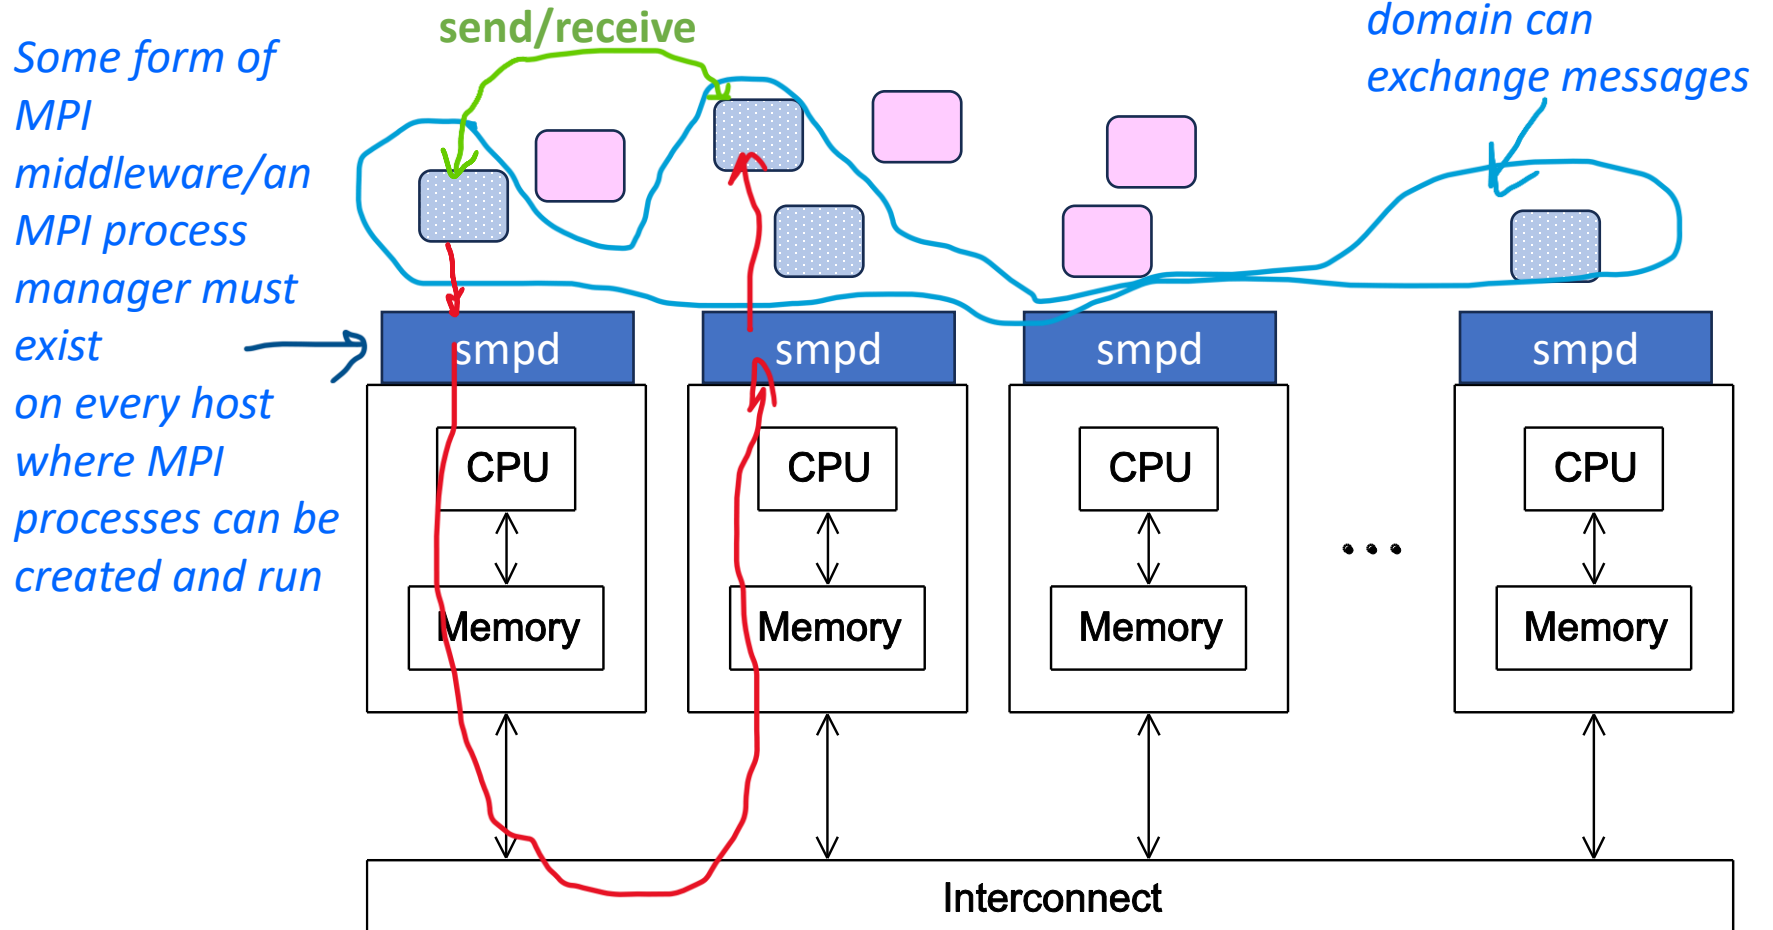 send/receive
domain can
exchange messages
Some form of
MPI
middleware/an
MPI process
manager must
exist
on every host
where MPI
processes can be
created and run
smpd
smpd
smpd
smpd
CPU
CPU
CPU
CPU
...
Memory
Memory
Memory
Memory
Interconnect